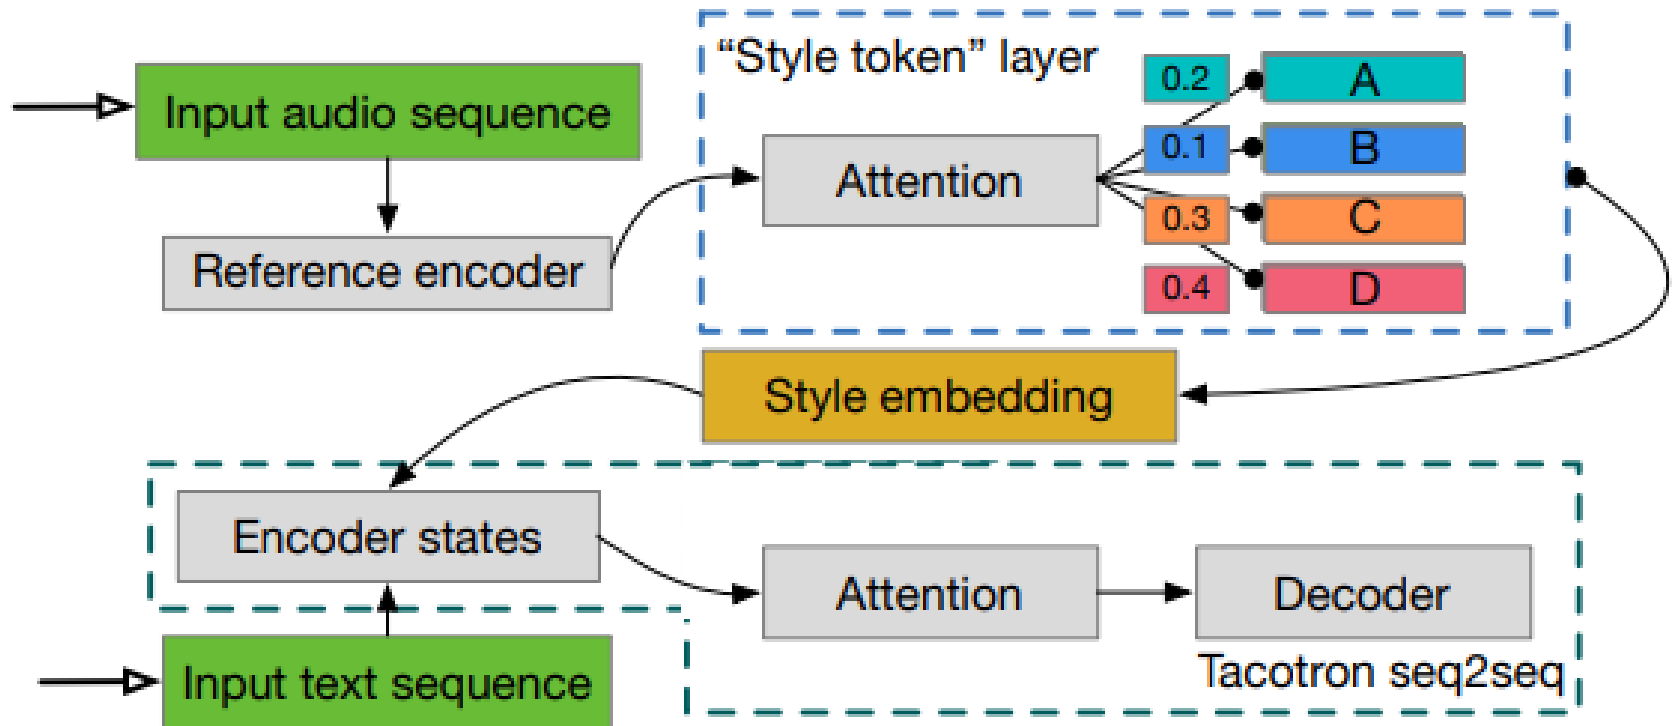 “Style token” layer
0.2
A
Input audio sequence
0.1
B
Attention
0.3
C
Reference encoder
0.4
D
Style embedding
Encoder states
Attention
Decoder
Tacotron seq2seq
Input text sequence